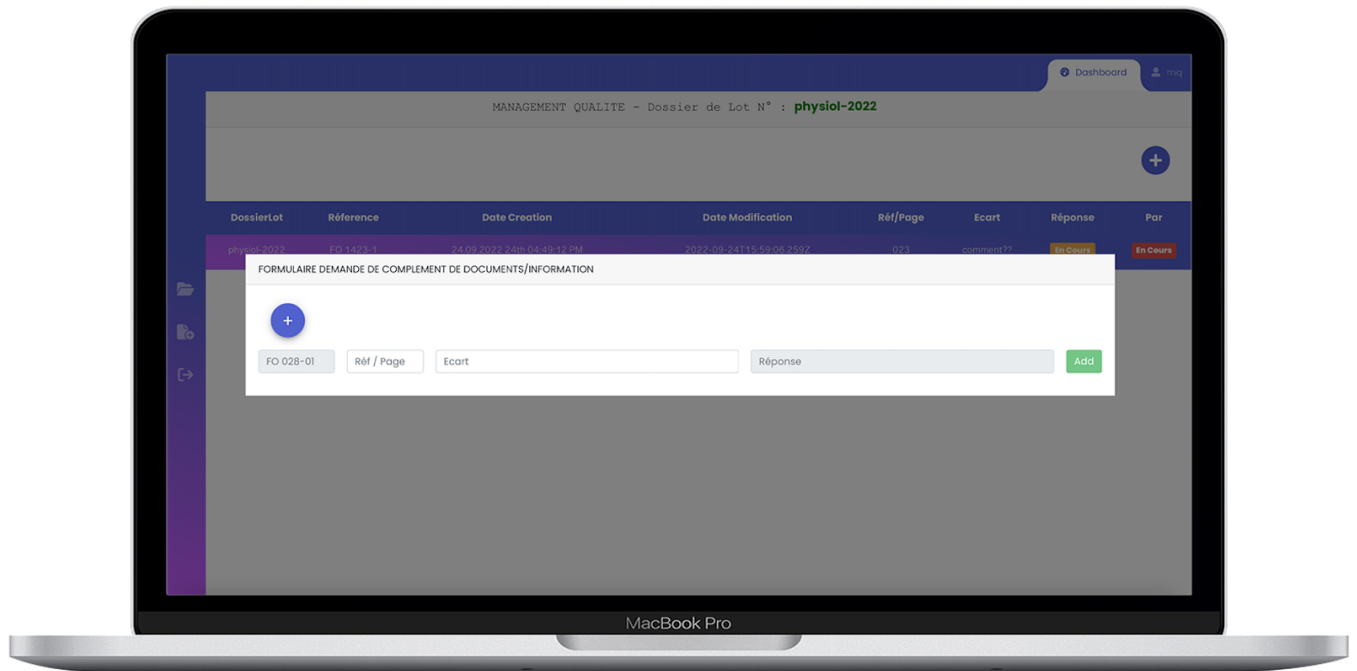 Dashboard mq
MANAGEMENT QUALITE - Dossier de Lot N° : physiol-2022
DossierLot Réference Date Creation Date Modification Réf/Page Ecart Réponse Par
physiol-2022 FO 1423-1 24.09.2022 24th 04:49:12 PM 2022-09-24T15:59:06.259Z 023 comment?? En Cours En Cours
FORMULAIRE DEMANDE DE COMPLEMENT DE DOCUMENTS/INFORMATION
FO 028-01 Réf / Page Ecart Réponse Add
MacBook Pro